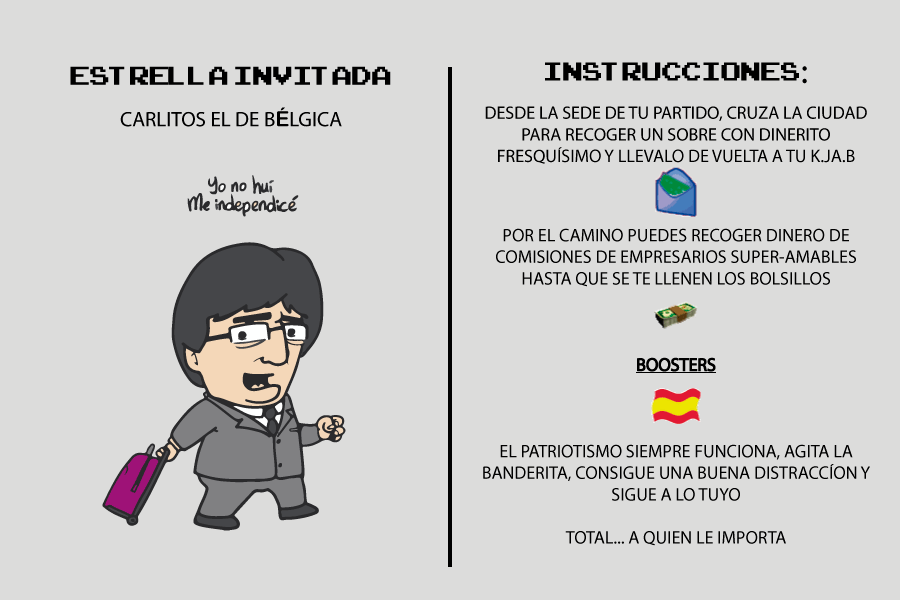 ESTRELLA INVITADA
CARLITOS EL DE BÉLGICA
Yo no huí
Me independicé
INSTRUCCIONES:
DESDE LA SEDE DE TU PARTIDO, CRUZA LA CIUDAD
PARA RECOGER UN SOBRE CON DINERITO
FRESQUÍSIMO Y LLEVALO DE VUELTA A TU K.JA.B
POR EL CAMINO PUEDES RECOGER DINERO DE
COMISIONES DE EMPRESARIOS SUPER-AMABLES
HASTA QUE SE TE LLENEN LOS BOLSILLOS
BOOSTERS
EL PATRIOTISMO SIEMPRE FUNCIONA, AGITA LA
BANDERITA, CONSIGUE UNA BUENA DISTRACCÍON Y
SIGUE A LO TUYO
TOTAL... A QUIEN LE IMPORTA